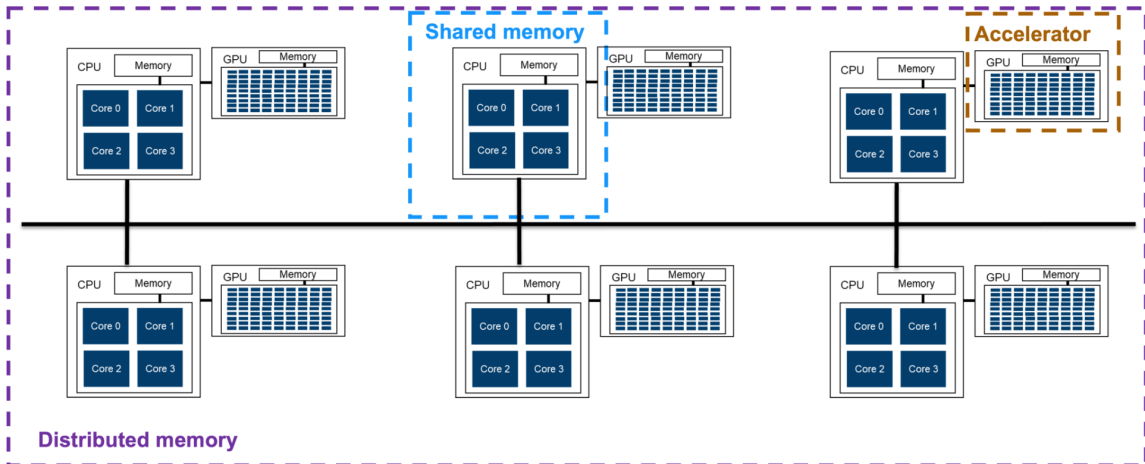 Shared memory
Accelerator
CPU
Memory
Core 0
Core 1
Core 2
Core 3
GPU
Memory
CPU
Memory
Core 0
Core 1
Core 2
Core 3
GPU
Memory
CPU
Memory
Core 0
Core 1
Core 2
Core 3
GPU
Memory
CPU
Memory
Core 0
Core 1
Core 2
Core 3
GPU
Memory
CPU
Memory
Core 0
Core 1
Core 2
Core 3
GPU
Memory
CPU
Memory
Core 0
Core 1
Core 2
Core 3
GPU
Memory
Distributed memory